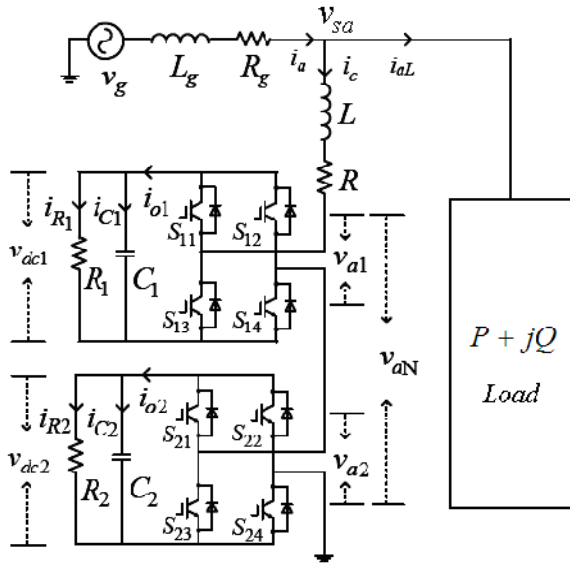 v_sa
v_g
L_g
R_g
i_a
i_c
i_aL
L
R
i_R1
i_C1
i_o1
S_11
S_12
v_dc1
R_1
C_1
S_13
S_14
v_a1
v_aN
P + jQ
Load
i_R2
i_C2
i_o2
S_21
S_22
v_dc2
R_2
C_2
S_23
S_24
v_a2